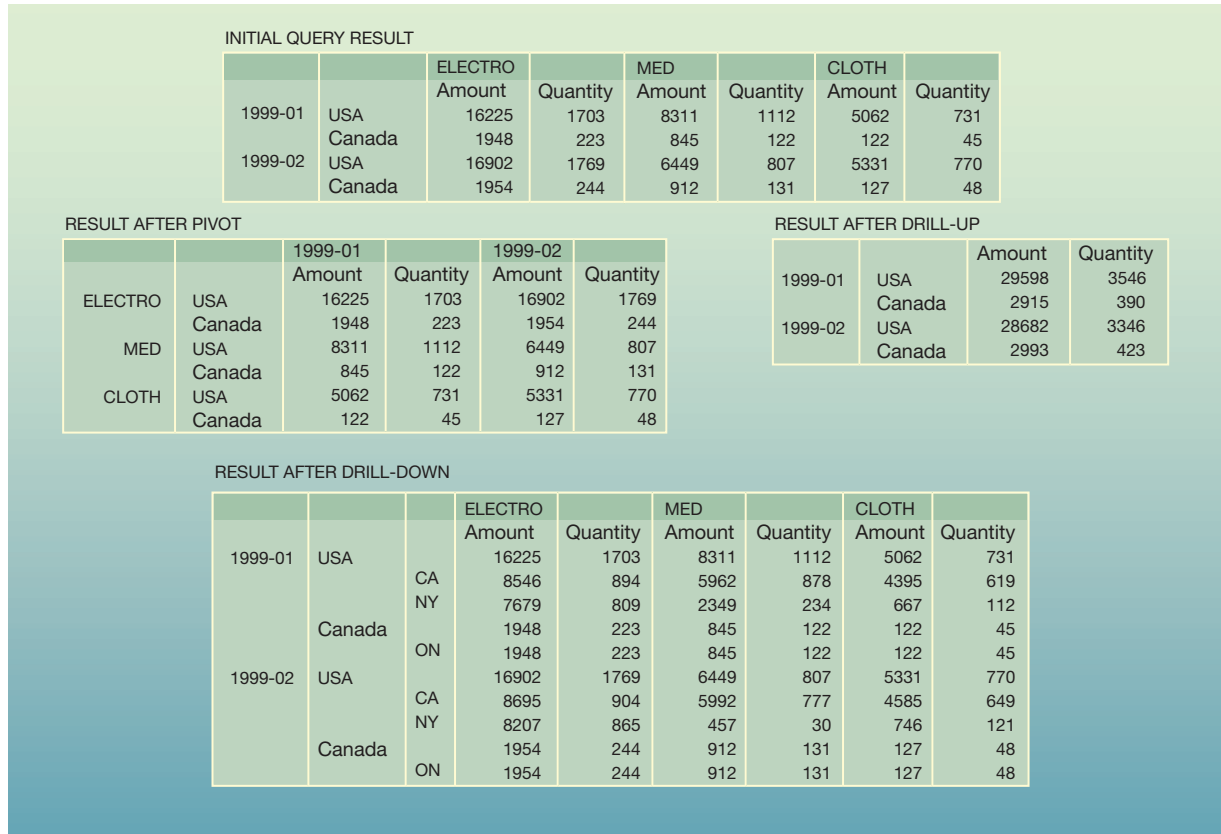 INITIAL QUERY RESULT
ELECTRO MED CLOTH
Amount Quantity Amount Quantity Amount Quantity
1999-01 USA 16225 1703 8311 1112 5062 731
Canada 1948 223 845 122 122 45
1999-02 USA 16902 1769 6449 807 5331 770
Canada 1954 244 912 131 127 48
RESULT AFTER PIVOT
1999-01 1999-02
Amount Quantity Amount Quantity
ELECTRO USA 16225 1703 16902 1769
Canada 1948 223 1954 244
MED USA 8311 1112 6449 807
Canada 845 122 912 131
CLOTH USA 5062 731 5331 770
Canada 122 45 127 48
RESULT AFTER DRILL-UP
Amount Quantity
1999-01 USA 29598 3546
Canada 2915 390
1999-02 USA 28682 3346
Canada 2993 423
RESULT AFTER DRILL-DOWN
ELECTRO MED CLOTH
Amount Quantity Amount Quantity Amount Quantity
1999-01 USA 16225 1703 8311 1112 5062 731
CA 8546 894 5962 878 4395 619
NY 7679 809 2349 234 667 112
Canada 1948 223 845 122 122 45
ON 1948 223 845 122 122 45
1999-02 USA 16902 1769 6449 807 5331 770
CA 8695 904 5992 777 4585 649
NY 8207 865 457 30 746 121
Canada 1954 244 912 131 127 48
ON 1954 244 912 131 127 48